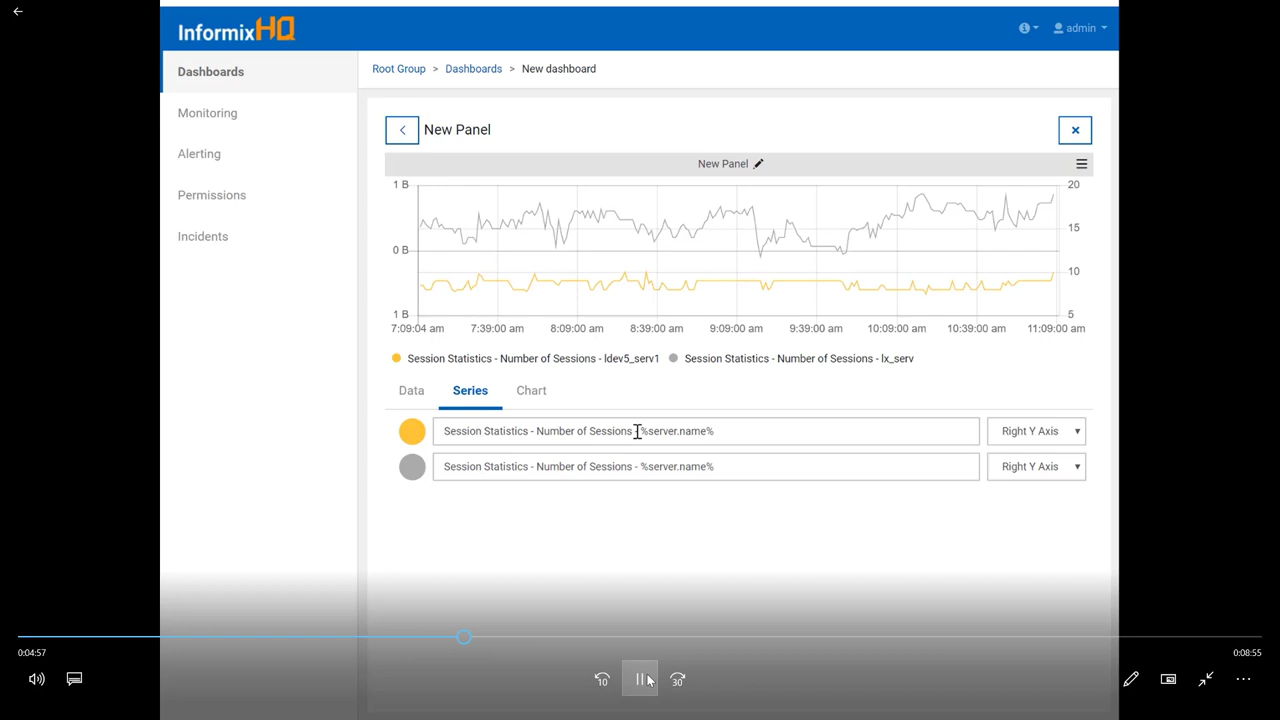 InformixHQ
admin
Dashboards
Monitoring
Alerting
Permissions
Incidents
Root Group > Dashboards > New dashboard
New Panel
New Panel
1 B
0 B
1 B
20
15
10
5
7:09:04 am 7:39:00 am 8:09:00 am 8:39:00 am 9:09:00 am 9:39:00 am 10:09:00 am 10:39:00 am 11:09:00 am
Session Statistics - Number of Sessions - ldev5_serv1 Session Statistics - Number of Sessions - lx_serv
Data Series Chart
Session Statistics - Number of Sessions - %server.name% Right Y Axis
Session Statistics - Number of Sessions - %server.name% Right Y Axis
0:04:57 0:08:55
10 30